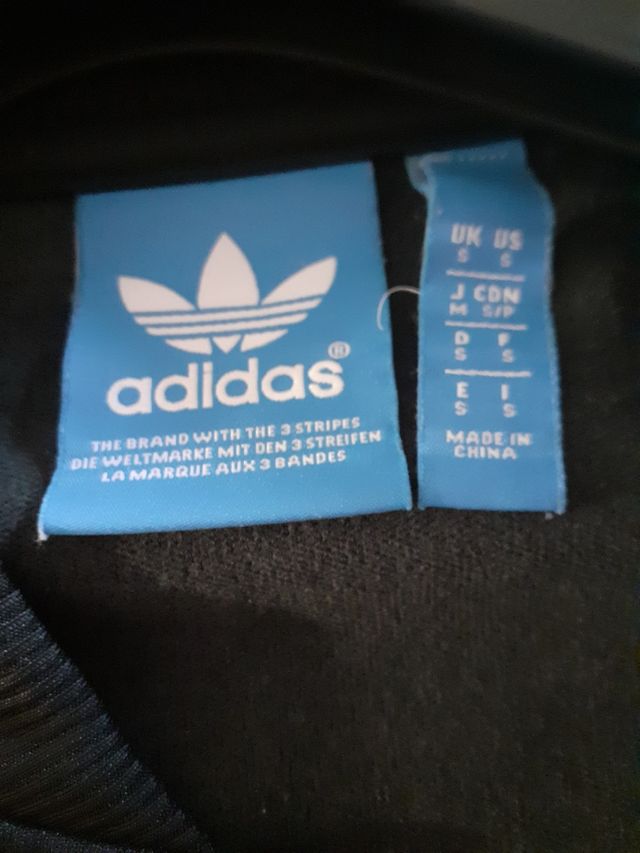 adidas®
THE BRAND WITH THE 3 STRIPES
DIE WELTMARKE MIT DEN 3 STREIFEN
LA MARQUE AUX 3 BANDES
UK US
S S
J CDN
M S/P
D F
S S
E I
S S
MADE IN
CHINA